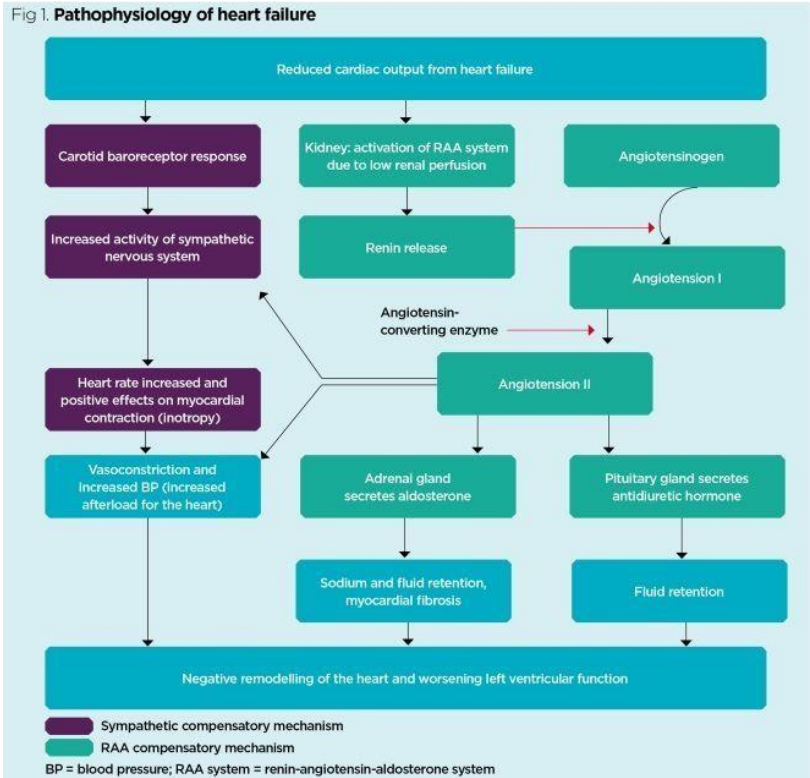 Fig 1. Pathophysiology of heart failure
Reduced cardiac output from heart failure
Carotid baroreceptor response
Kidney: activation of RAA system
due to low renal perfusion
Angiotensinogen
Increased activity of sympathetic
nervous system
Renin release
Angiotension I
Angiotensin-
converting enzyme
Heart rate increased and
positive effects on myocardial
contraction (inotropy)
Angiotension II
Vasoconstriction and
increased BP (increased
afterload for the heart)
Adrenal gland
secretes aldosterone
Pituitary gland secretes
antidiuretic hormone
Sodium and fluid retention,
myocardial fibrosis
Fluid retention
Negative remodelling of the heart and worsening left ventricular function
Sympathetic compensatory mechanism
RAA compensatory mechanism
BP = blood pressure; RAA system = renin-angiotensin-aldosterone system